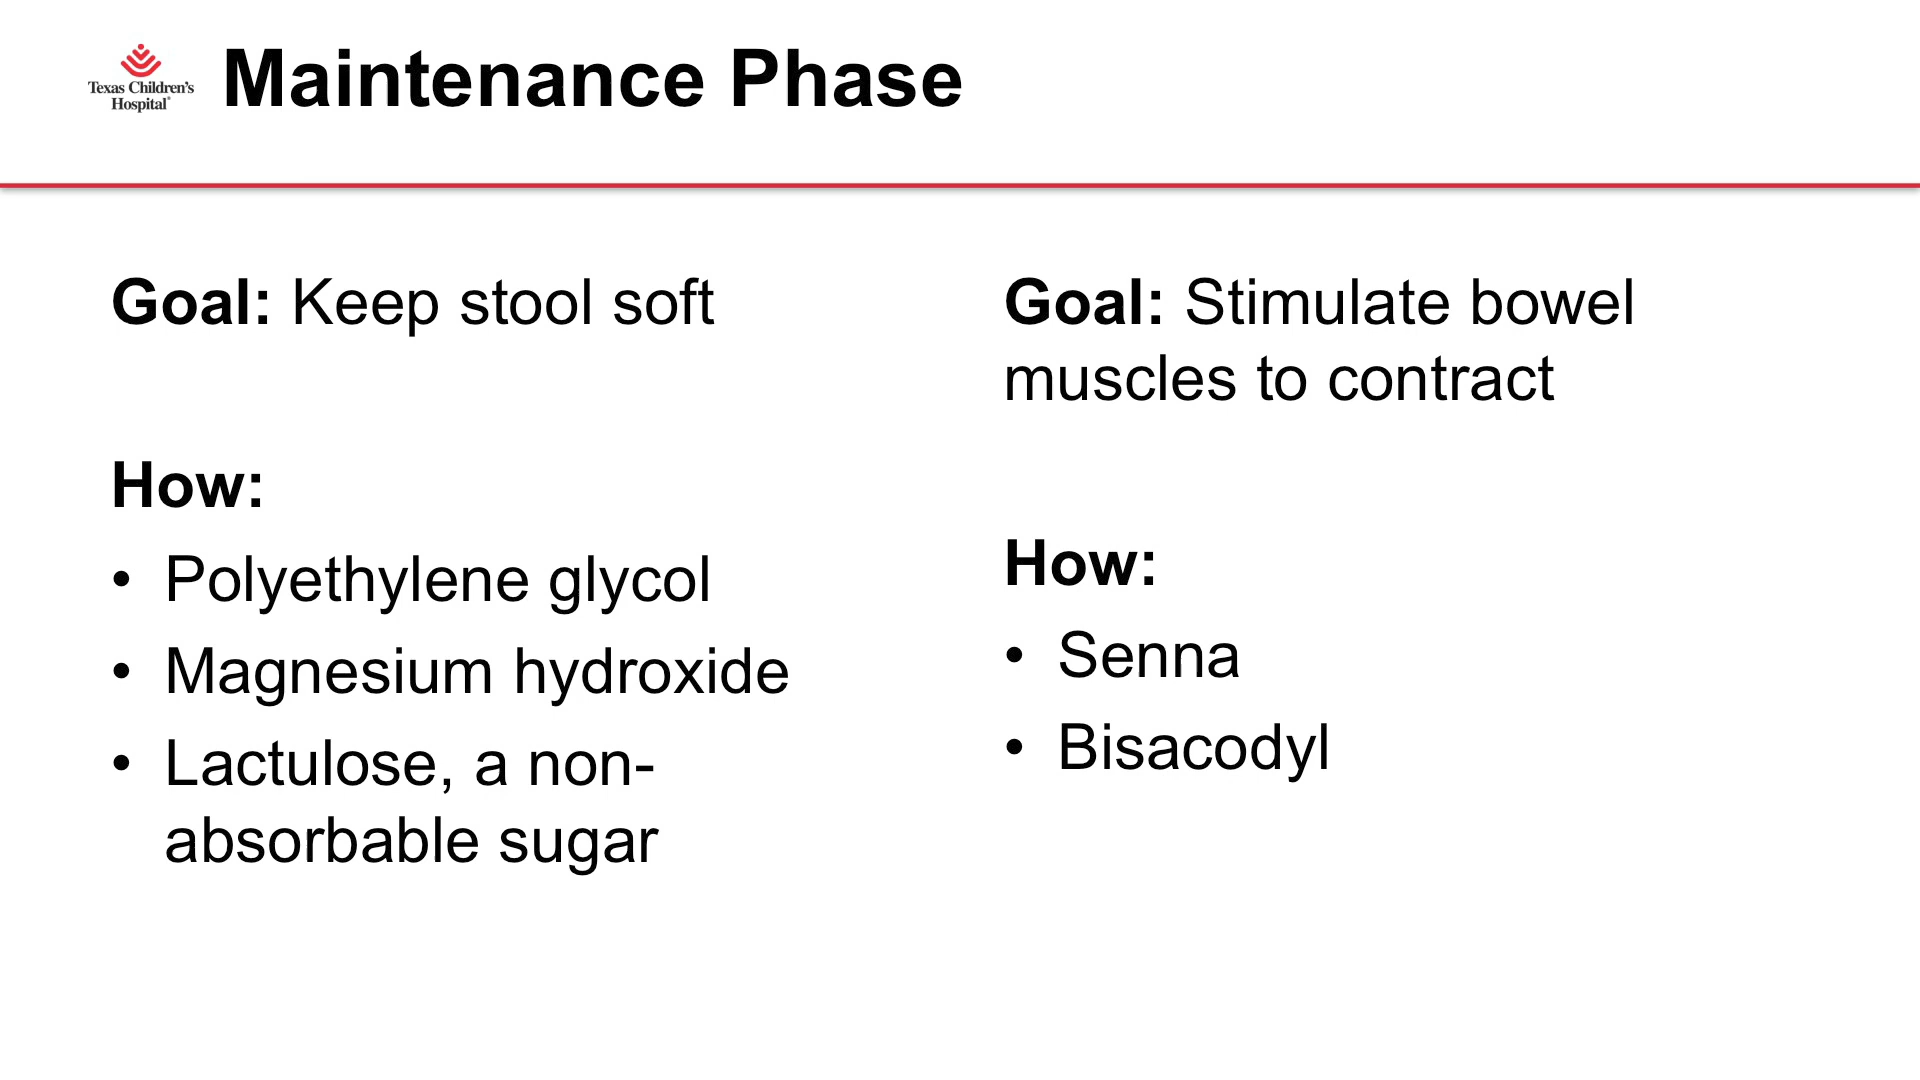 Texas Children's
Hospital
Maintenance Phase
Goal: Keep stool soft
How:
• Polyethylene glycol
• Magnesium hydroxide
• Lactulose, a non-
absorbable sugar
Goal: Stimulate bowel
muscles to contract
How:
• Senna
• Bisacodyl